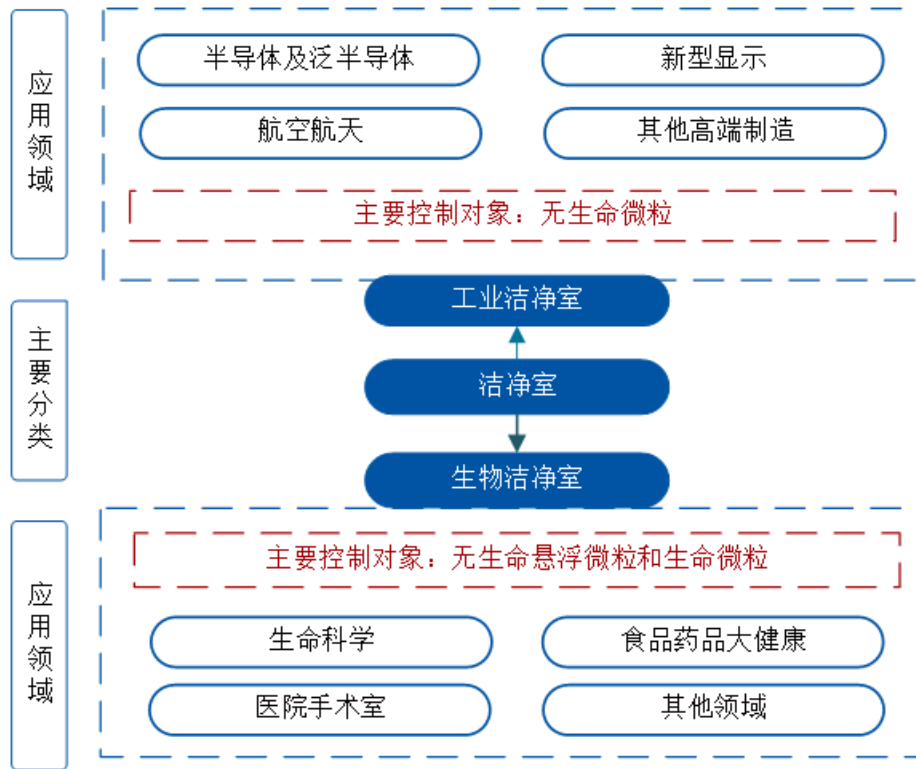 应用领域
半导体及泛半导体
新型显示
航空航天
其他高端制造
主要控制对象：无生命微粒
主要分类
工业洁净室
洁净室
生物洁净室
应用领域
主要控制对象：无生命悬浮微粒和生命微粒
生命科学
食品药品大健康
医院手术室
其他领域